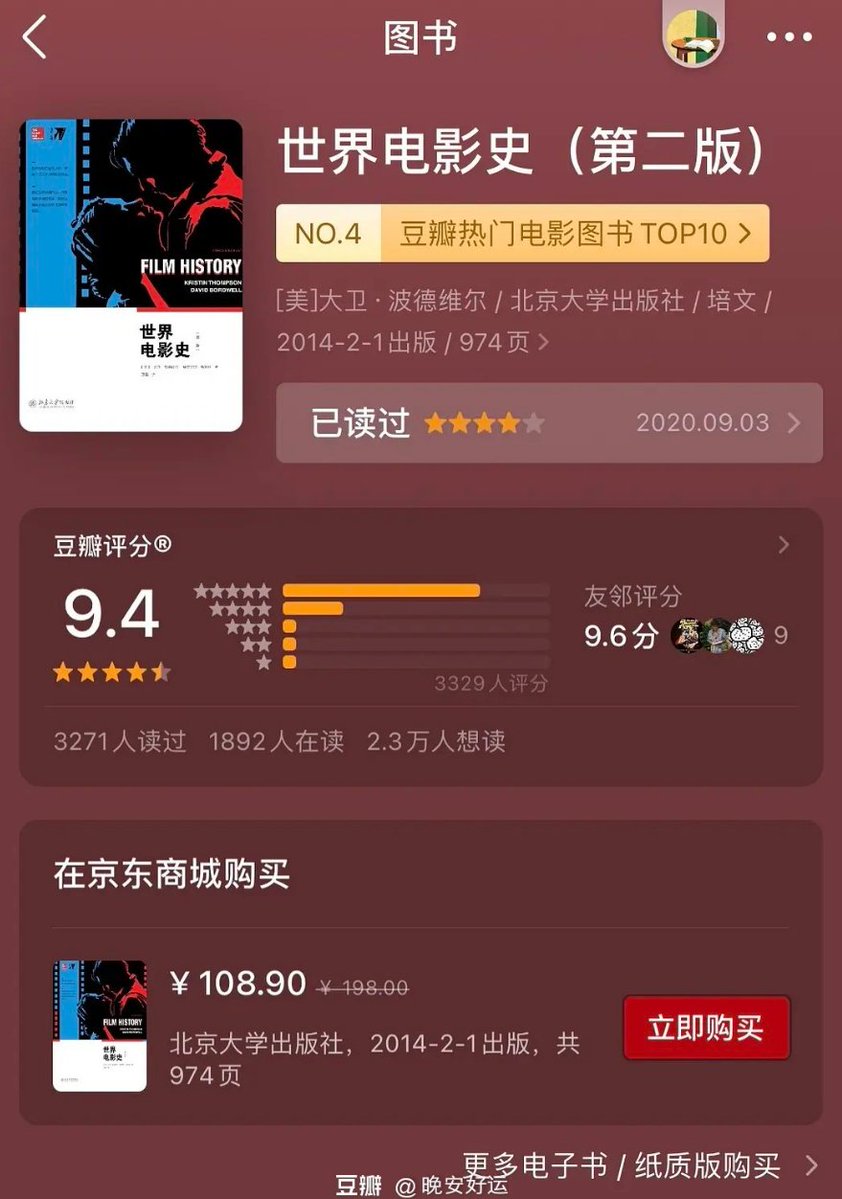 图书
世界电影史（第二版）
NO.4 豆瓣热门电影图书 TOP10
FILM HISTORY
KRISTIN THOMPSON
DAVID BORDWELL
世界
电影史
[美]大卫·波德维尔 / 北京大学出版社 / 培文 /
2014-2-1出版 / 974页
已读过 2020.09.03
豆瓣评分®
9.4
3329人评分
友邻评分
9.6分 9
3271人读过 1892人在读 2.3万人想读
在京东商城购买
FILM HISTORY
世界
电影史
¥ 108.90 ¥ 198.00
北京大学出版社，2014-2-1出版，共
974页
立即购买
更多电子书 / 纸质版购买
豆瓣 @晚安好运